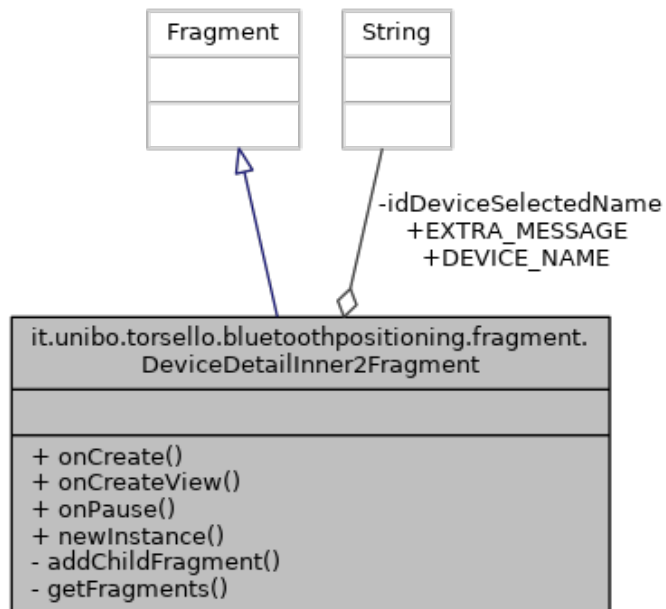 Fragment
String
-idDeviceSelectedName
+EXTRA_MESSAGE
+DEVICE_NAME
it.unibo.torsello.bluetoothpositioning.fragment.
DeviceDetailInner2Fragment
+ onCreate()
+ onCreateView()
+ onPause()
+ newInstance()
- addChildFragment()
- getFragments()